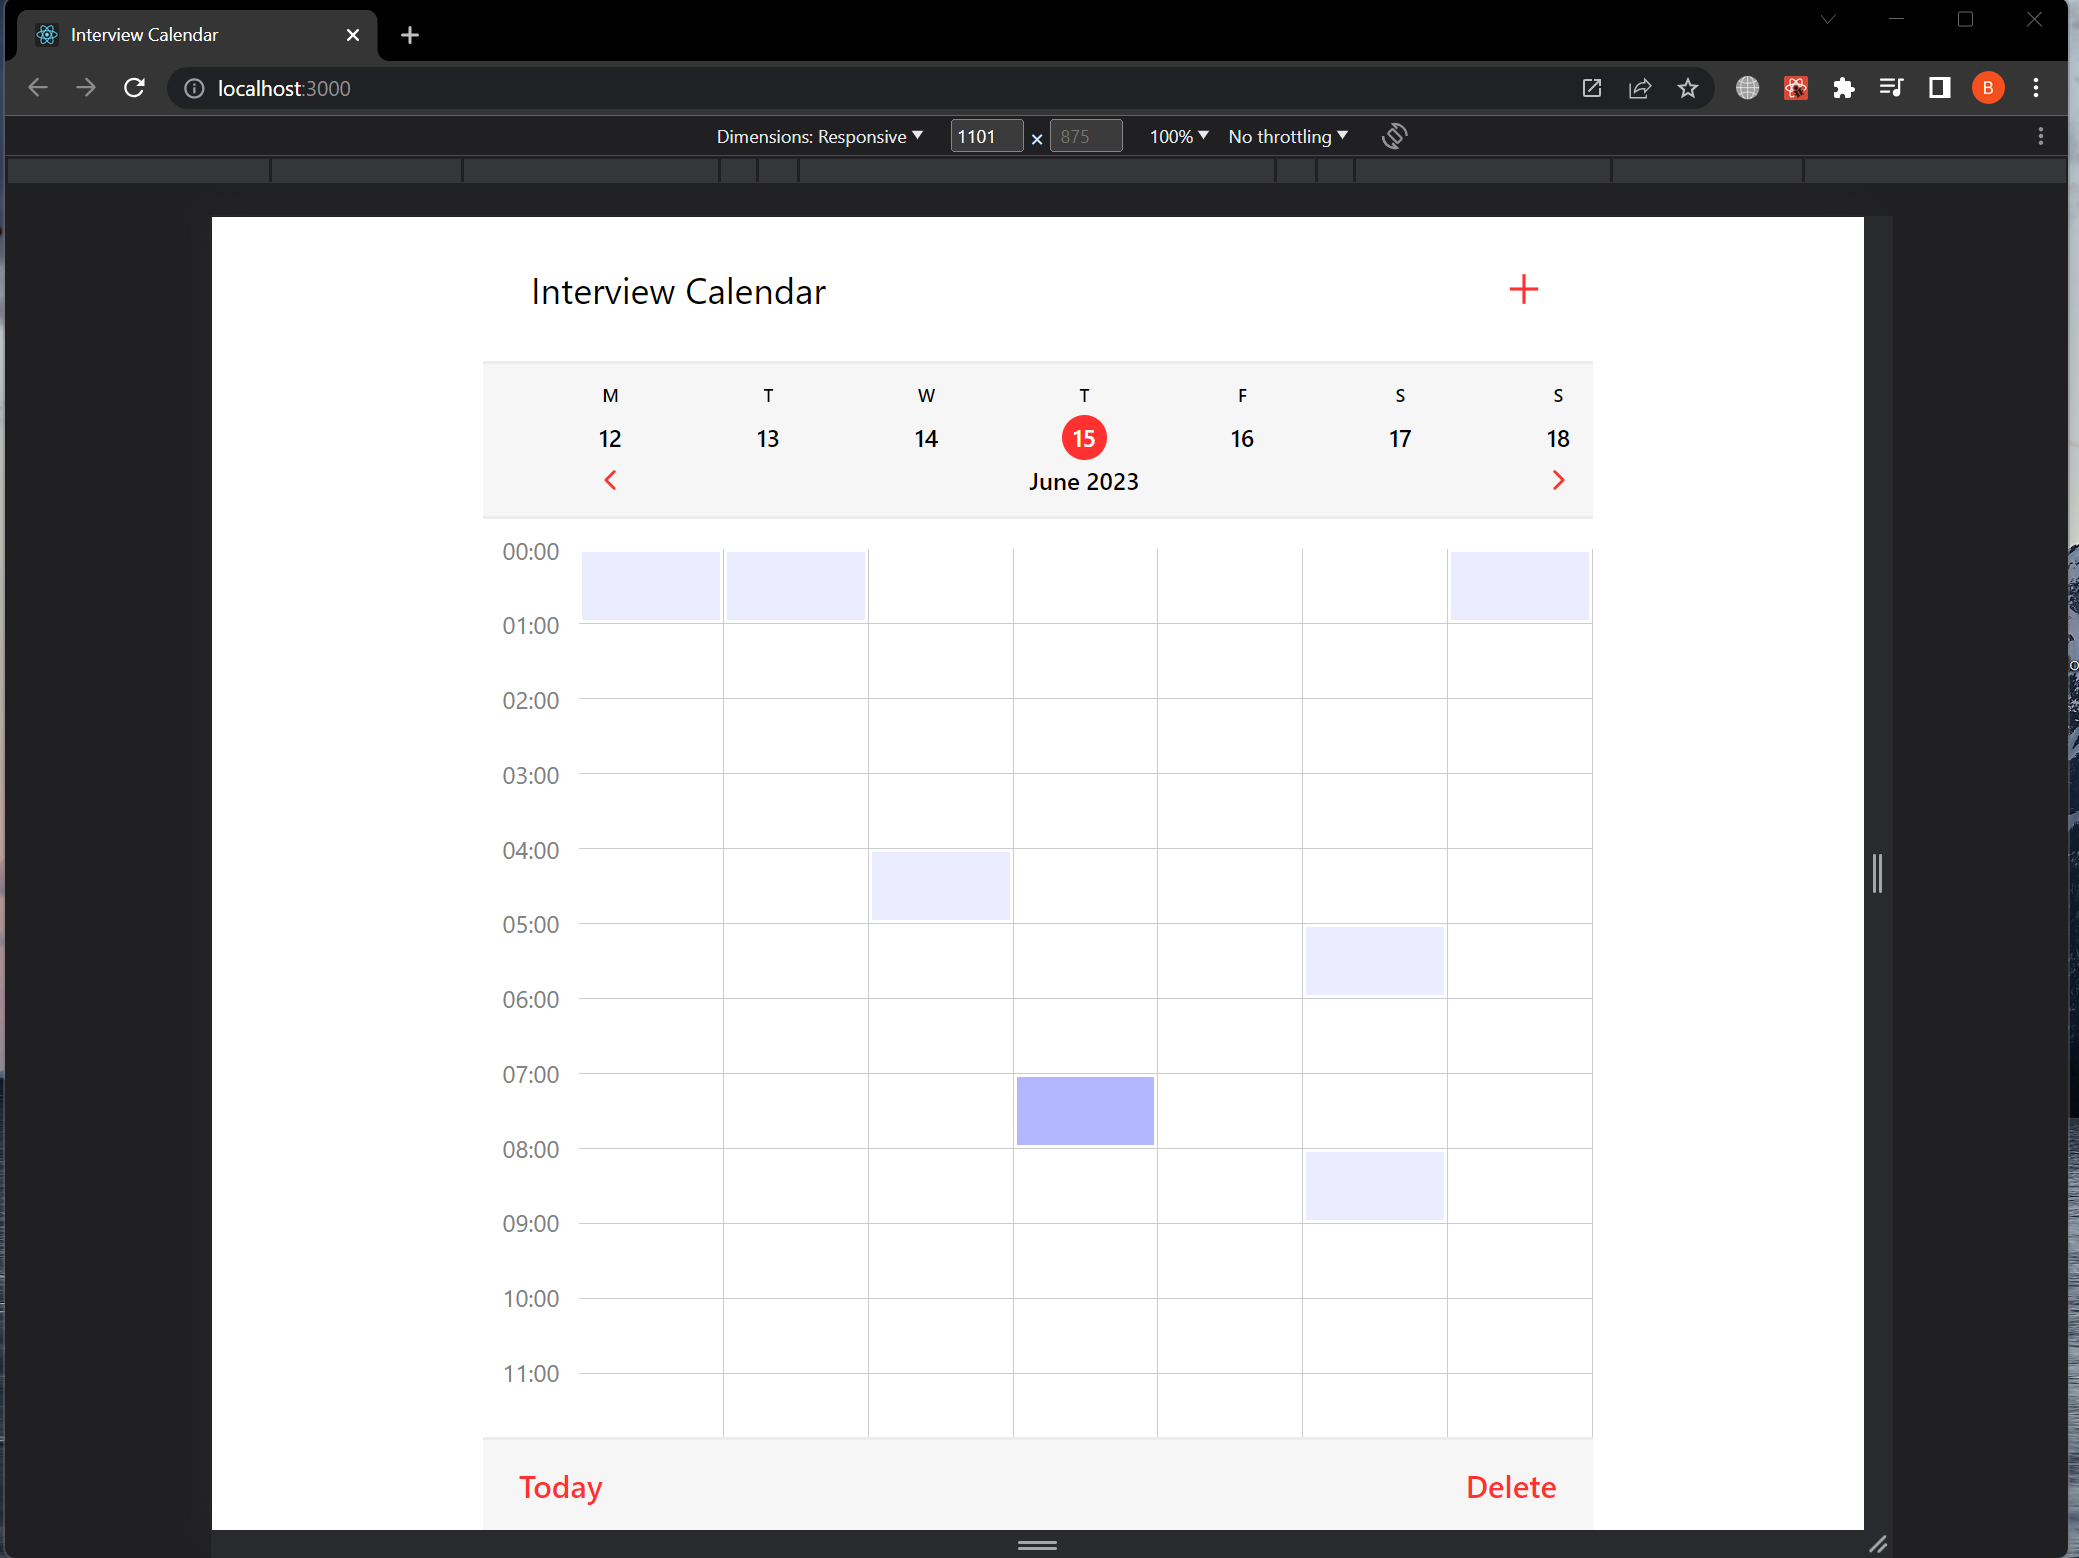 Interview Calendar
localhost:3000
B
Dimensions: Responsive 1101 × 875 100% No throttling
Interview Calendar
M T W T F S S
12 13 14 15 16 17 18
June 2023
00:00
01:00
02:00
03:00
04:00
05:00
06:00
07:00
08:00
09:00
10:00
11:00
Today Delete